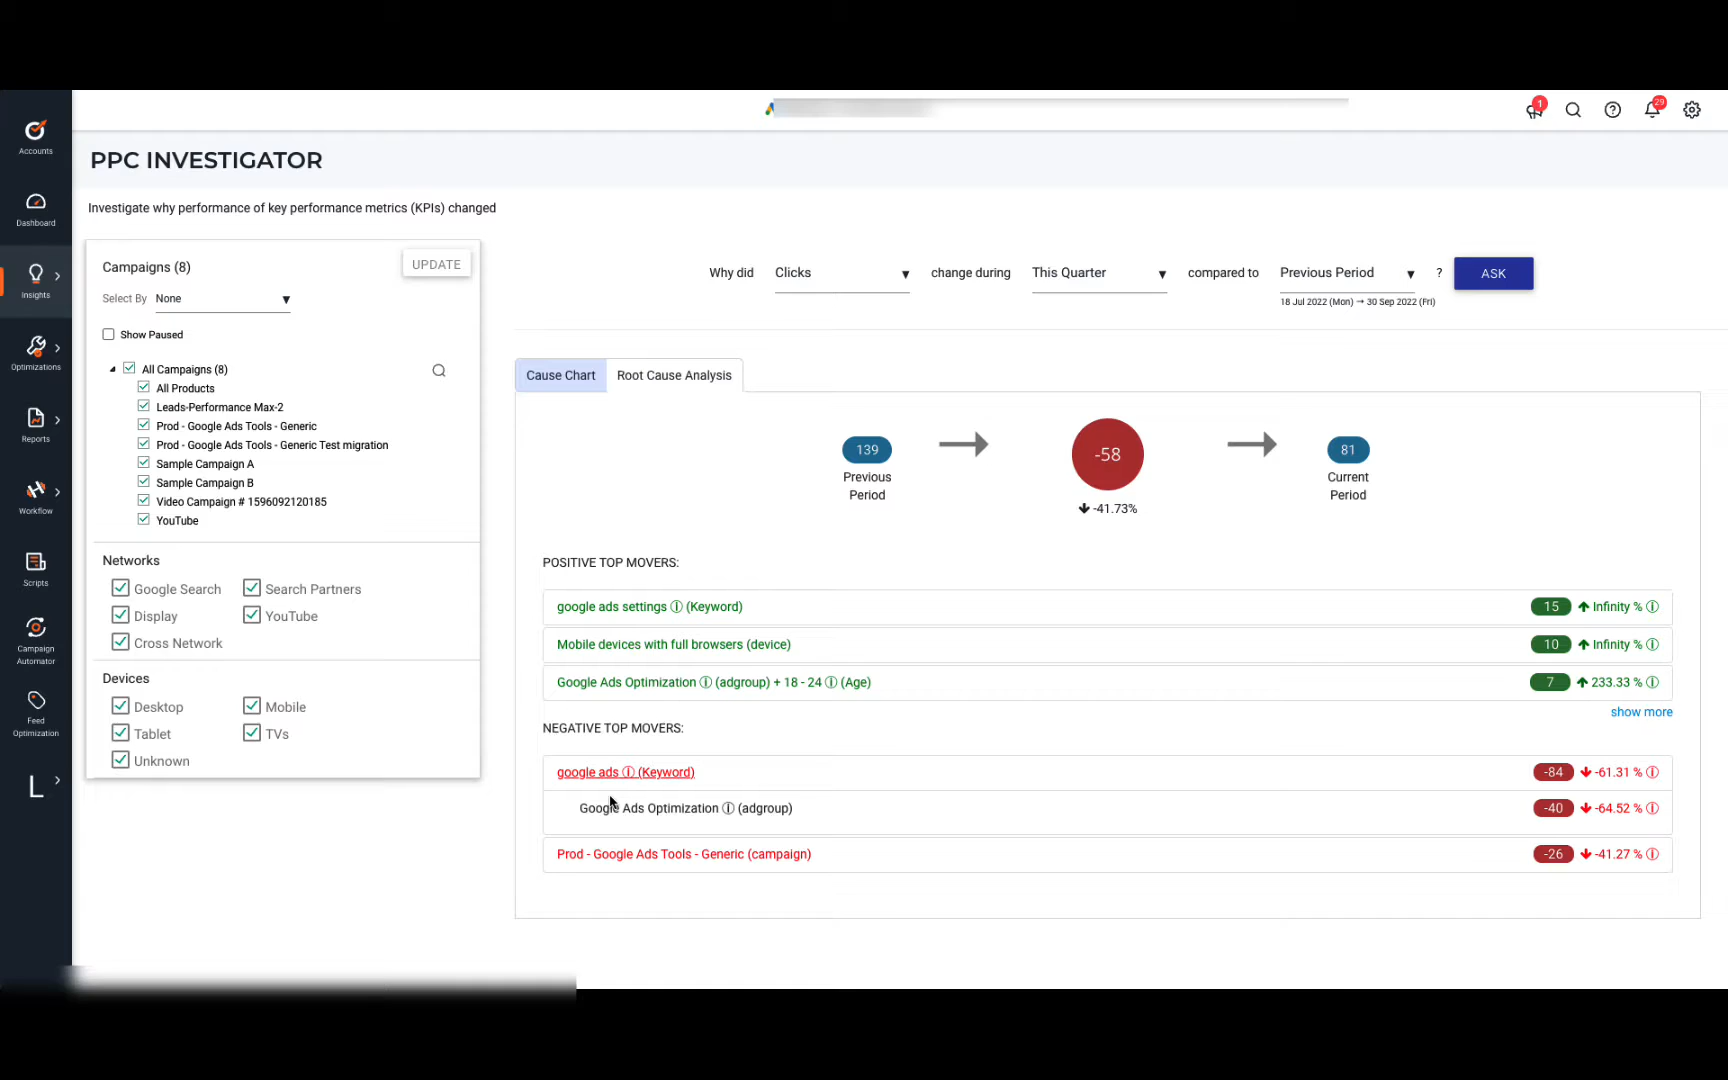 1
29
Accounts
Dashboard
Insights
Optimizations
Reports
Workflow
Scripts
Campaign
Automator
Feed
Optimization
L
PPC INVESTIGATOR
Investigate why performance of key performance metrics (KPIs) changed
Campaigns (8)
UPDATE
Select By None
Show Paused
All Campaigns (8)
All Products
Leads-Performance Max-2
Prod - Google Ads Tools - Generic
Prod - Google Ads Tools - Generic Test migration
Sample Campaign A
Sample Campaign B
Video Campaign # 1596092120185
YouTube
Networks
Google Search Search Partners
Display YouTube
Cross Network
Devices
Desktop Mobile
Tablet TVs
Unknown
Why did Clicks change during This Quarter compared to Previous Period ? ASK
18 Jul 2022 (Mon) → 30 Sep 2022 (Fri)
Cause Chart Root Cause Analysis
139 -58 81
Previous
Period
-41.73%
Current
Period
POSITIVE TOP MOVERS:
google ads settings (Keyword) 15 Infinity %
Mobile devices with full browsers (device) 10 Infinity %
Google Ads Optimization (adgroup) + 18 - 24 (Age) 7 233.33 %
show more
NEGATIVE TOP MOVERS:
google ads (Keyword) -84 -61.31 %
Google Ads Optimization (adgroup) -40 -64.52 %
Prod - Google Ads Tools - Generic (campaign) -26 -41.27 %